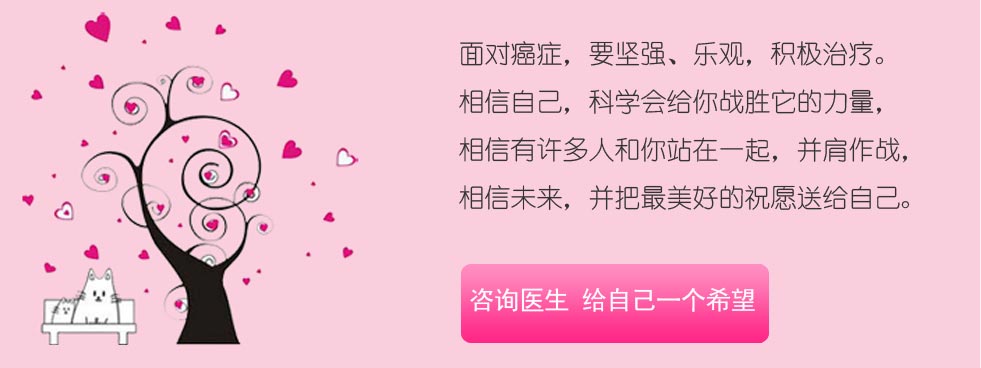 面对癌症，要坚强、乐观，积极治疗。
相信自己，科学会给你战胜它的力量，
相信有许多人和你站在一起，并肩作战，
相信未来，并把最美好的祝愿送给自己。
咨询医生 给自己一个希望